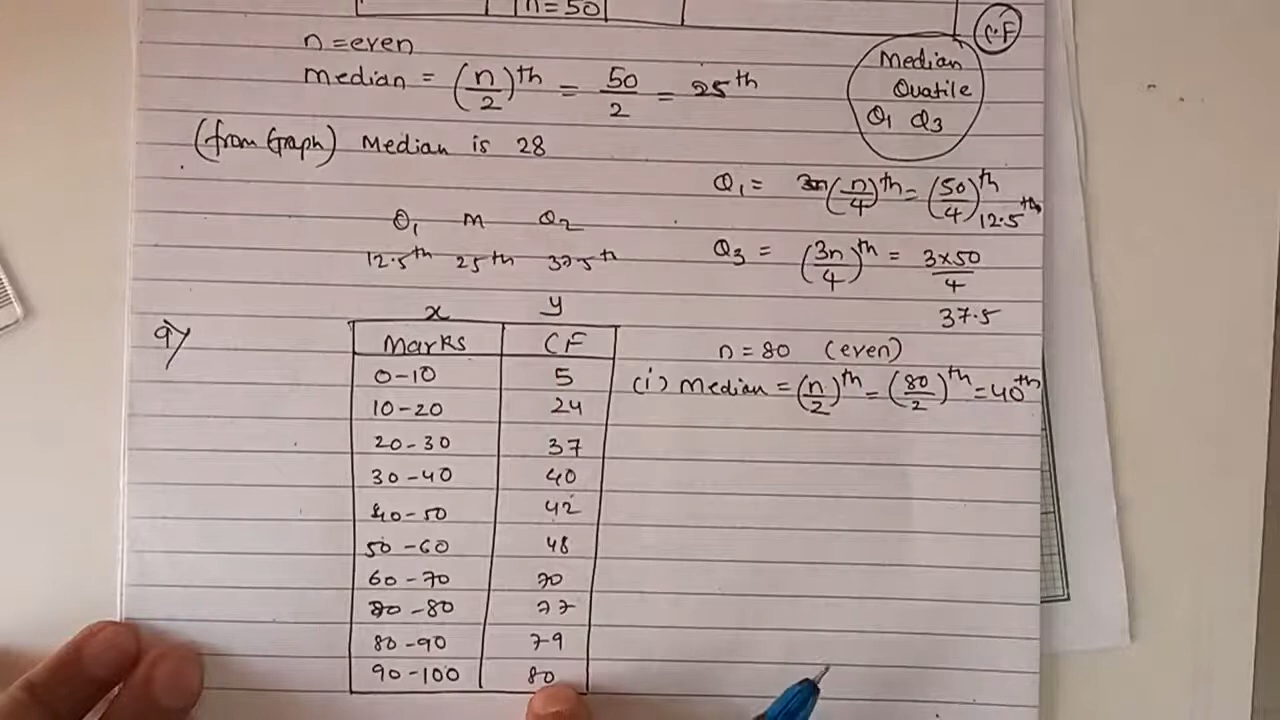 n=50
C.F
n = even
Median
Quatile
Q1 Q3
median = (n/2)th = 50/2 = 25th
(from Graph) Median is 28
Q1 = (n/4)th = (50/4)th 12.5th
Q1 m Q2
12.5th 25th 37.5th
Q3 = (3n/4)th = 3×50/4
37.5
x y
9)
Marks CF
n = 80 (even)
0-10 5
(i) Median = (n/2)th = (80/2)th = 40th
10-20 24
20-30 37
30-40 40
40-50 42
50-60 48
60-70 70
70-80 77
80-90 79
90-100 80